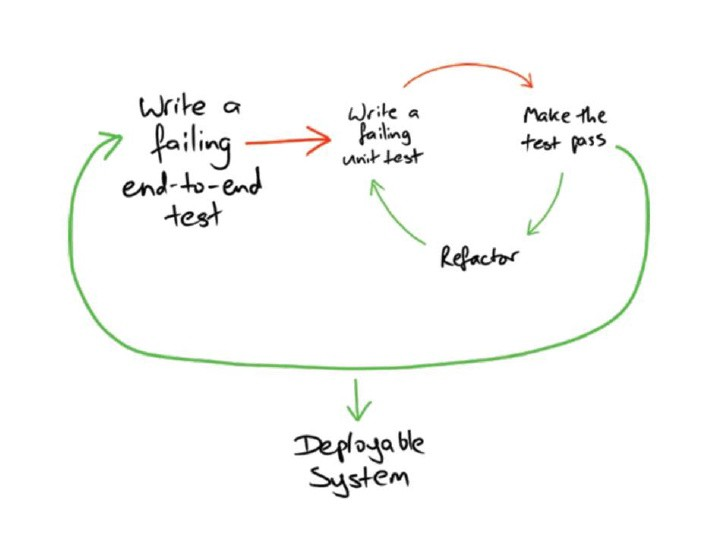 Write a
failing
end-to-end
test
Write a
failing
unit test
Make the
test pass
Refactor
Deployable
System